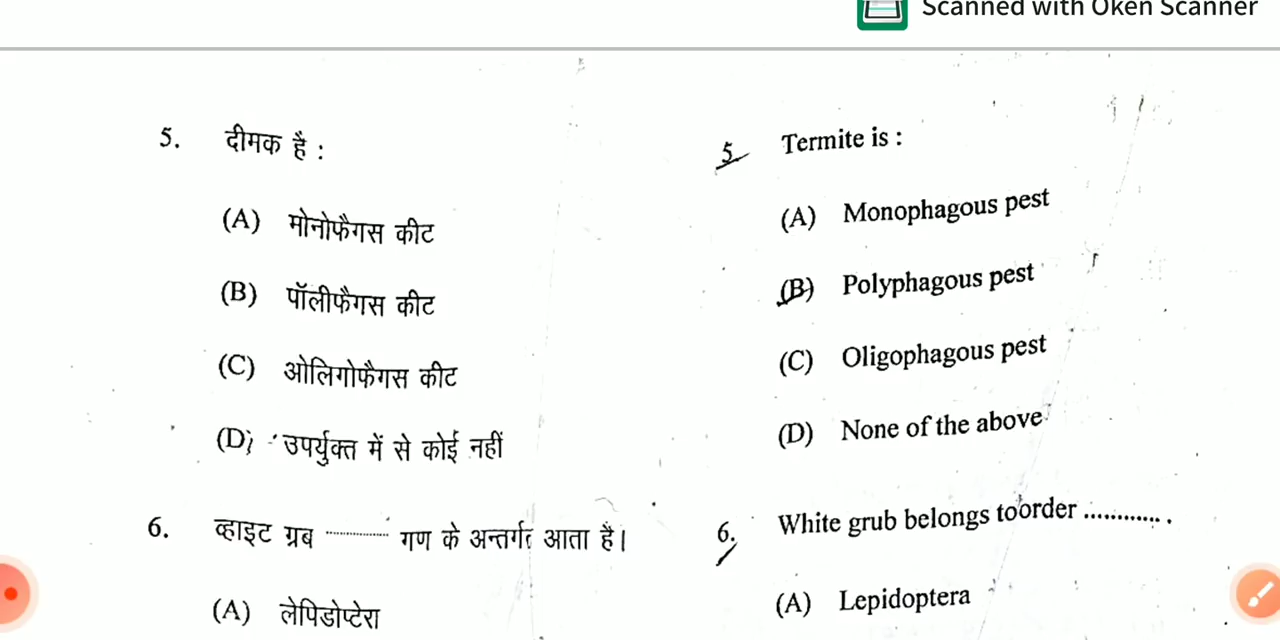 Scanned with Oken Scanner
5. दीमक है :
(A) मोनोफैगस कीट
(B) पॉलीफैगस कीट
(C) ओलिगोफैगस कीट
(D) उपर्युक्त में से कोई नहीं
6. व्हाइट ग्रब ............ गण के अन्तर्गत आता है।
(A) लेपिडोप्टेरा
5. Termite is :
(A) Monophagous pest
(B) Polyphagous pest
(C) Oligophagous pest
(D) None of the above
6. White grub belongs to order ............ .
(A) Lepidoptera